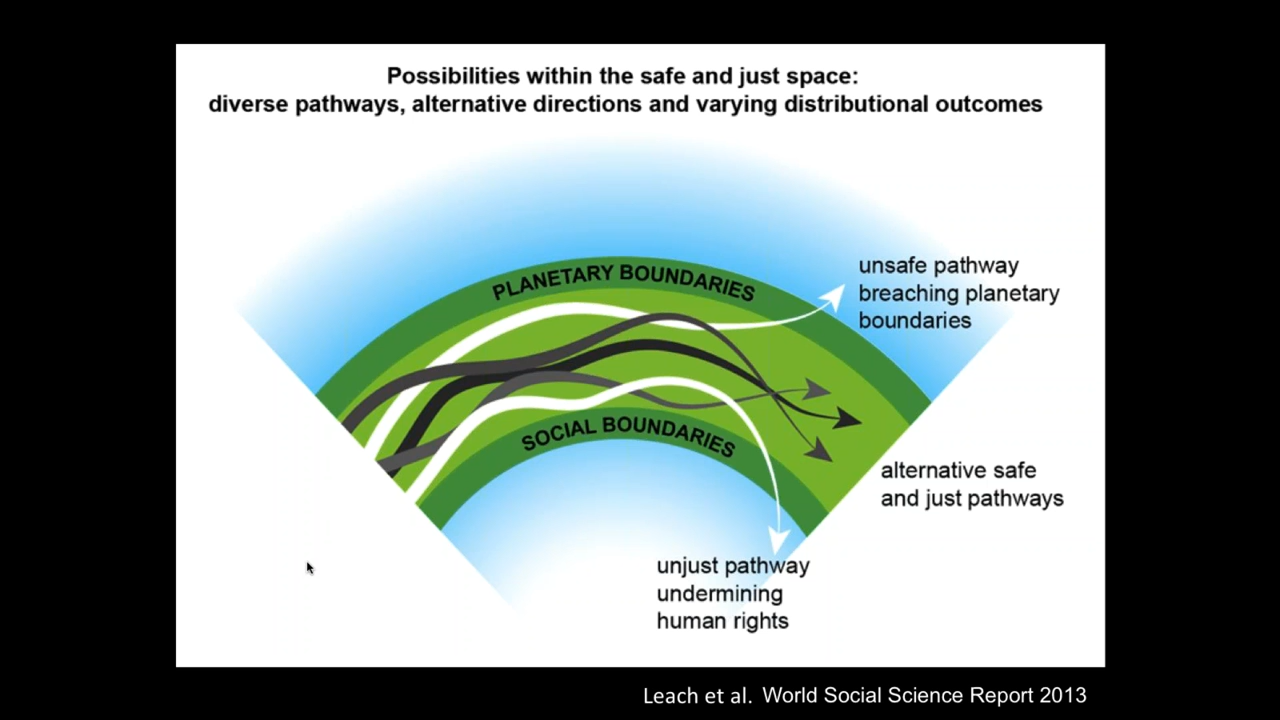 Possibilities within the safe and just space:
diverse pathways, alternative directions and varying distributional outcomes
PLANETARY BOUNDARIES
unsafe pathway
breaching planetary
boundaries
SOCIAL BOUNDARIES
alternative safe
and just pathways
unjust pathway
undermining
human rights
Leach et al. World Social Science Report 2013